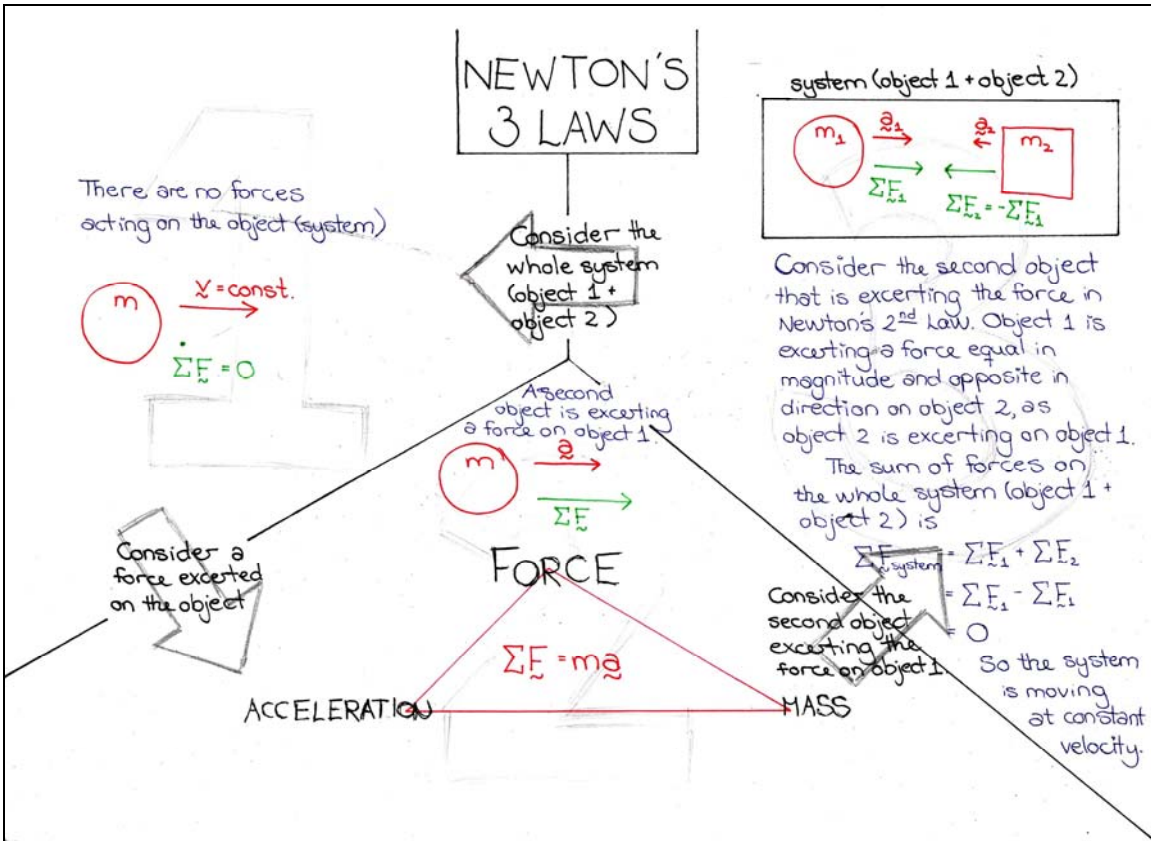 NEWTON'S
3 LAWS
There are no forces
acting on the object (system)
m
v = const.
ΣF = 0
Consider the
whole system
(object 1 +
object 2)
Consider a
force excerted
on the object
A second
object is excerting
a force on object 1.
m
a
ΣF
FORCE
ΣF = ma
ACCELERATION
MASS
Consider the
second object
excerting the
force on object 1.
system (object 1 + object 2)
m₁
a₁
a₂
m₂
ΣF₁
ΣF₂ = -ΣF₁
Consider the second object
that is excerting the force in
Newton's 2nd Law. Object 1 is
excerting a force equal in
magnitude and opposite in
direction on object 2, as
object 2 is excerting on object 1.
The sum of forces on
the whole system (object 1 +
object 2) is
ΣF system = ΣF₁ + ΣF₂
= ΣF₁ - ΣF₁
= 0
So the system
is moving
at constant
velocity.